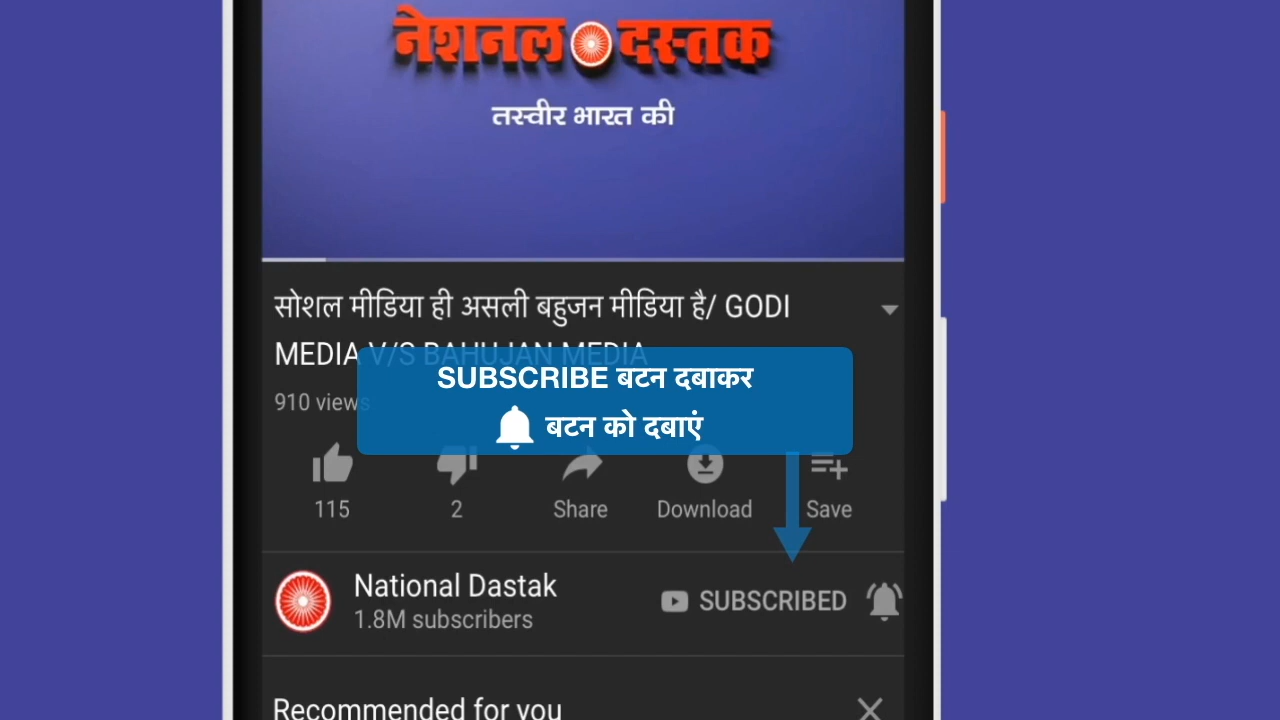 नेशनल दस्तक
तस्वीर भारत की
सोशल मीडिया ही असली बहुजन मीडिया है/ GODI
MEDIA V/S BAHUJAN MEDIA
910 views
SUBSCRIBE बटन दबाकर
बटन को दबाएं
115
2
Share
Download
Save
National Dastak
1.8M subscribers
SUBSCRIBED
Recommended for you